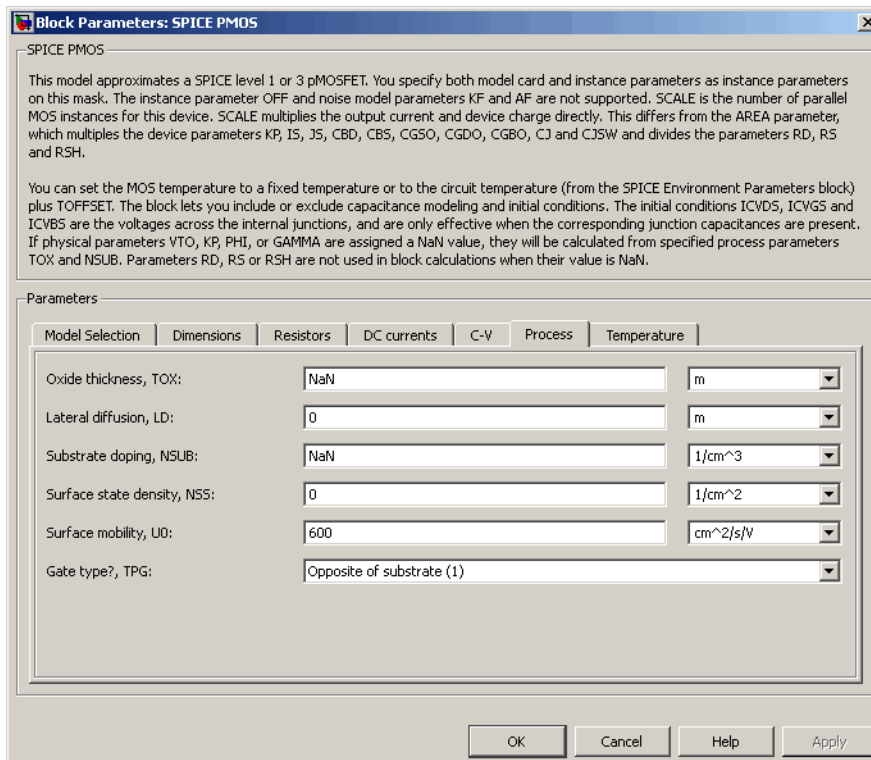 Block Parameters: SPICE PMOS
SPICE PMOS
This model approximates a SPICE level 1 or 3 pMOSFET. You specify both model card and instance parameters as instance parameters
on this mask. The instance parameter OFF and noise model parameters KF and AF are not supported. SCALE is the number of parallel
MOS instances for this device. SCALE multiplies the output current and device charge directly. This differs from the AREA parameter,
which multiples the device parameters KP, IS, JS, CBD, CBS, CGSO, CGDO, CGBO, CJ and CJSW and divides the parameters RD, RS
and RSH.
You can set the MOS temperature to a fixed temperature or to the circuit temperature (from the SPICE Environment Parameters block)
plus TOFFSET. The block lets you include or exclude capacitance modeling and initial conditions. The initial conditions ICVDS, ICVGS and
ICVBS are the voltages across the internal junctions, and are only effective when the corresponding junction capacitances are present.
If physical parameters VTO, KP, PHI, or GAMMA are assigned a NaN value, they will be calculated from specified process parameters
TOX and NSUB. Parameters RD, RS or RSH are not used in block calculations when their value is NaN.
Parameters
Model Selection Dimensions Resistors DC currents C-V Process Temperature
Oxide thickness, TOX: NaN m
Lateral diffusion, LD: 0 m
Substrate doping, NSUB: NaN 1/cm^3
Surface state density, NSS: 0 1/cm^2
Surface mobility, U0: 600 cm^2/s/V
Gate type?, TPG: Opposite of substrate (1)
OK Cancel Help Apply